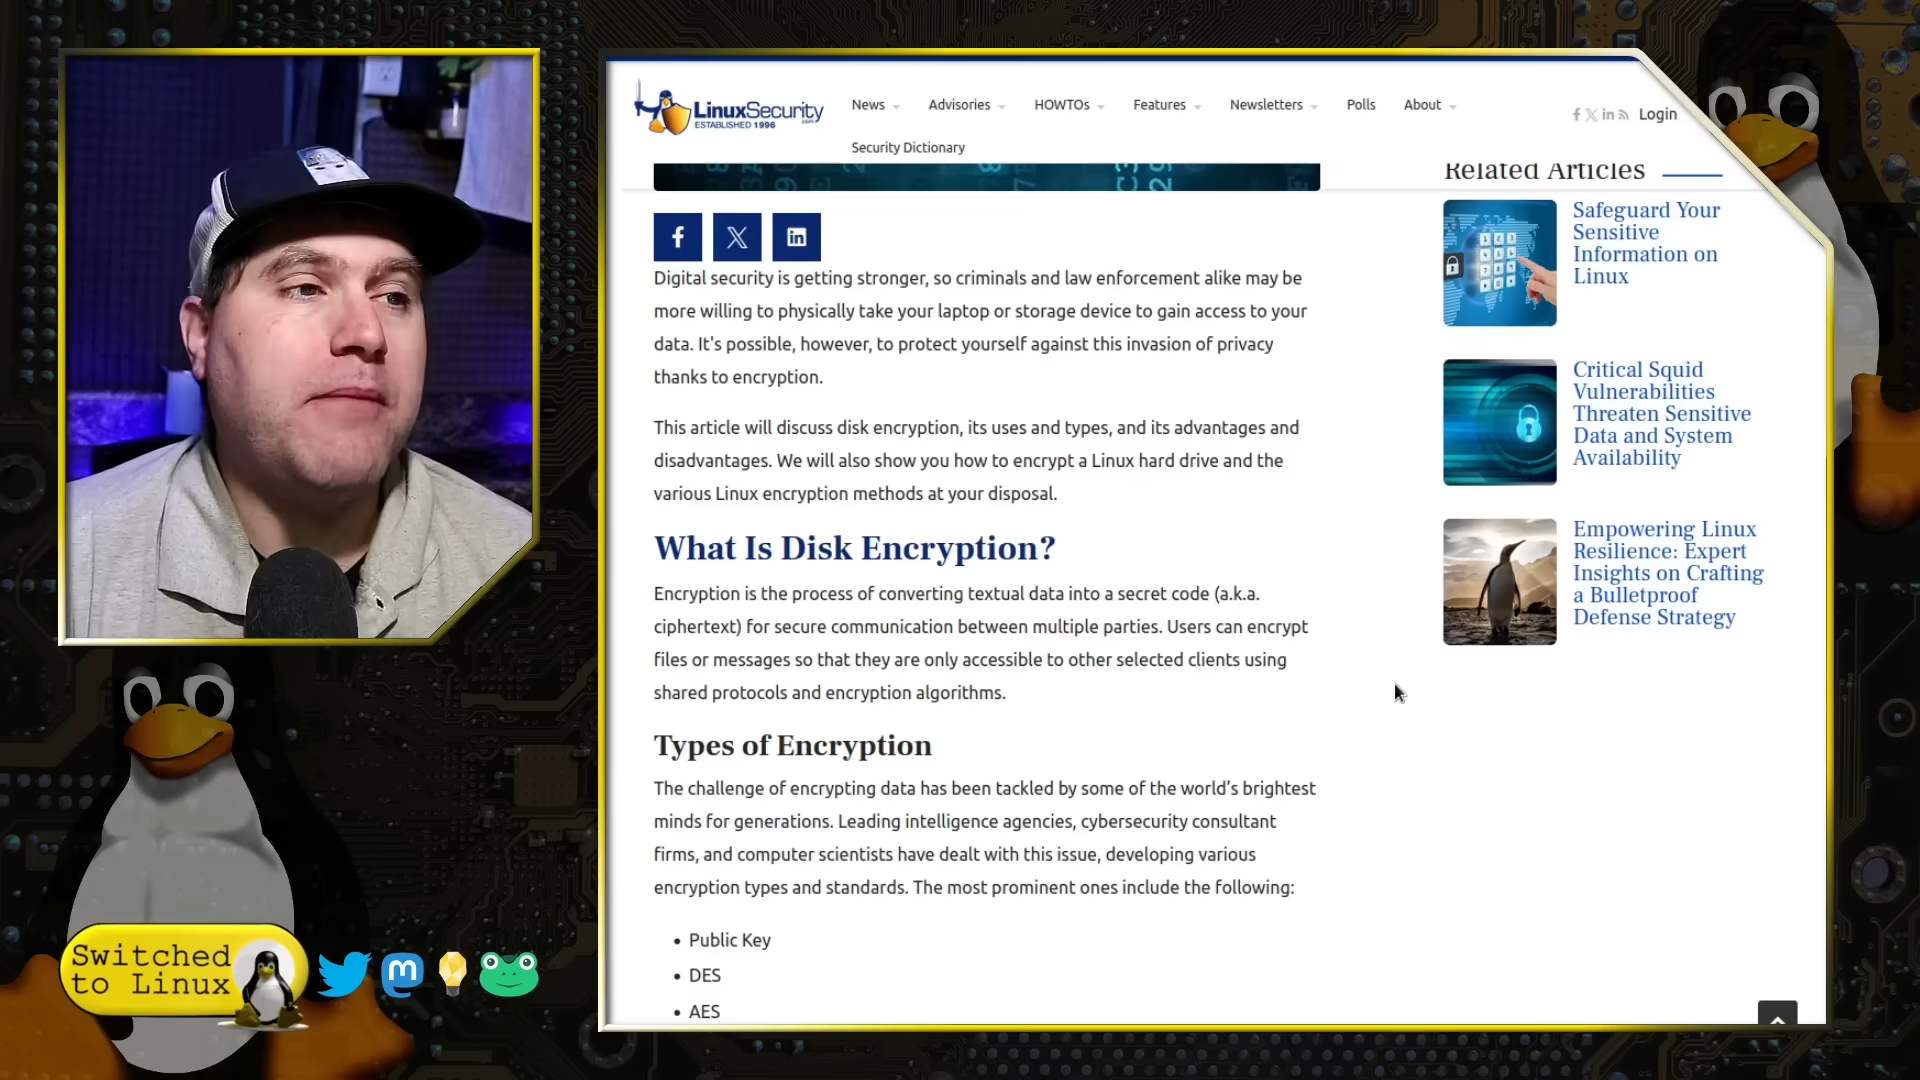 LinuxSecurity
.com
ESTABLISHED 1996
News
Advisories
HOWTOs
Features
Newsletters
Polls
About
Security Dictionary
Login
Related Articles
Safeguard Your
Sensitive
Information on
Linux
Critical Squid
Vulnerabilities
Threaten Sensitive
Data and System
Availability
Empowering Linux
Resilience: Expert
Insights on Crafting
a Bulletproof
Defense Strategy
Digital security is getting stronger, so criminals and law enforcement alike may be
more willing to physically take your laptop or storage device to gain access to your
data. It's possible, however, to protect yourself against this invasion of privacy
thanks to encryption.
This article will discuss disk encryption, its uses and types, and its advantages and
disadvantages. We will also show you how to encrypt a Linux hard drive and the
various Linux encryption methods at your disposal.
What Is Disk Encryption?
Encryption is the process of converting textual data into a secret code (a.k.a.
ciphertext) for secure communication between multiple parties. Users can encrypt
files or messages so that they are only accessible to other selected clients using
shared protocols and encryption algorithms.
Types of Encryption
The challenge of encrypting data has been tackled by some of the world’s brightest
minds for generations. Leading intelligence agencies, cybersecurity consultant
firms, and computer scientists have dealt with this issue, developing various
encryption types and standards. The most prominent ones include the following:
• Public Key
• DES
• AES
Switched
to Linux